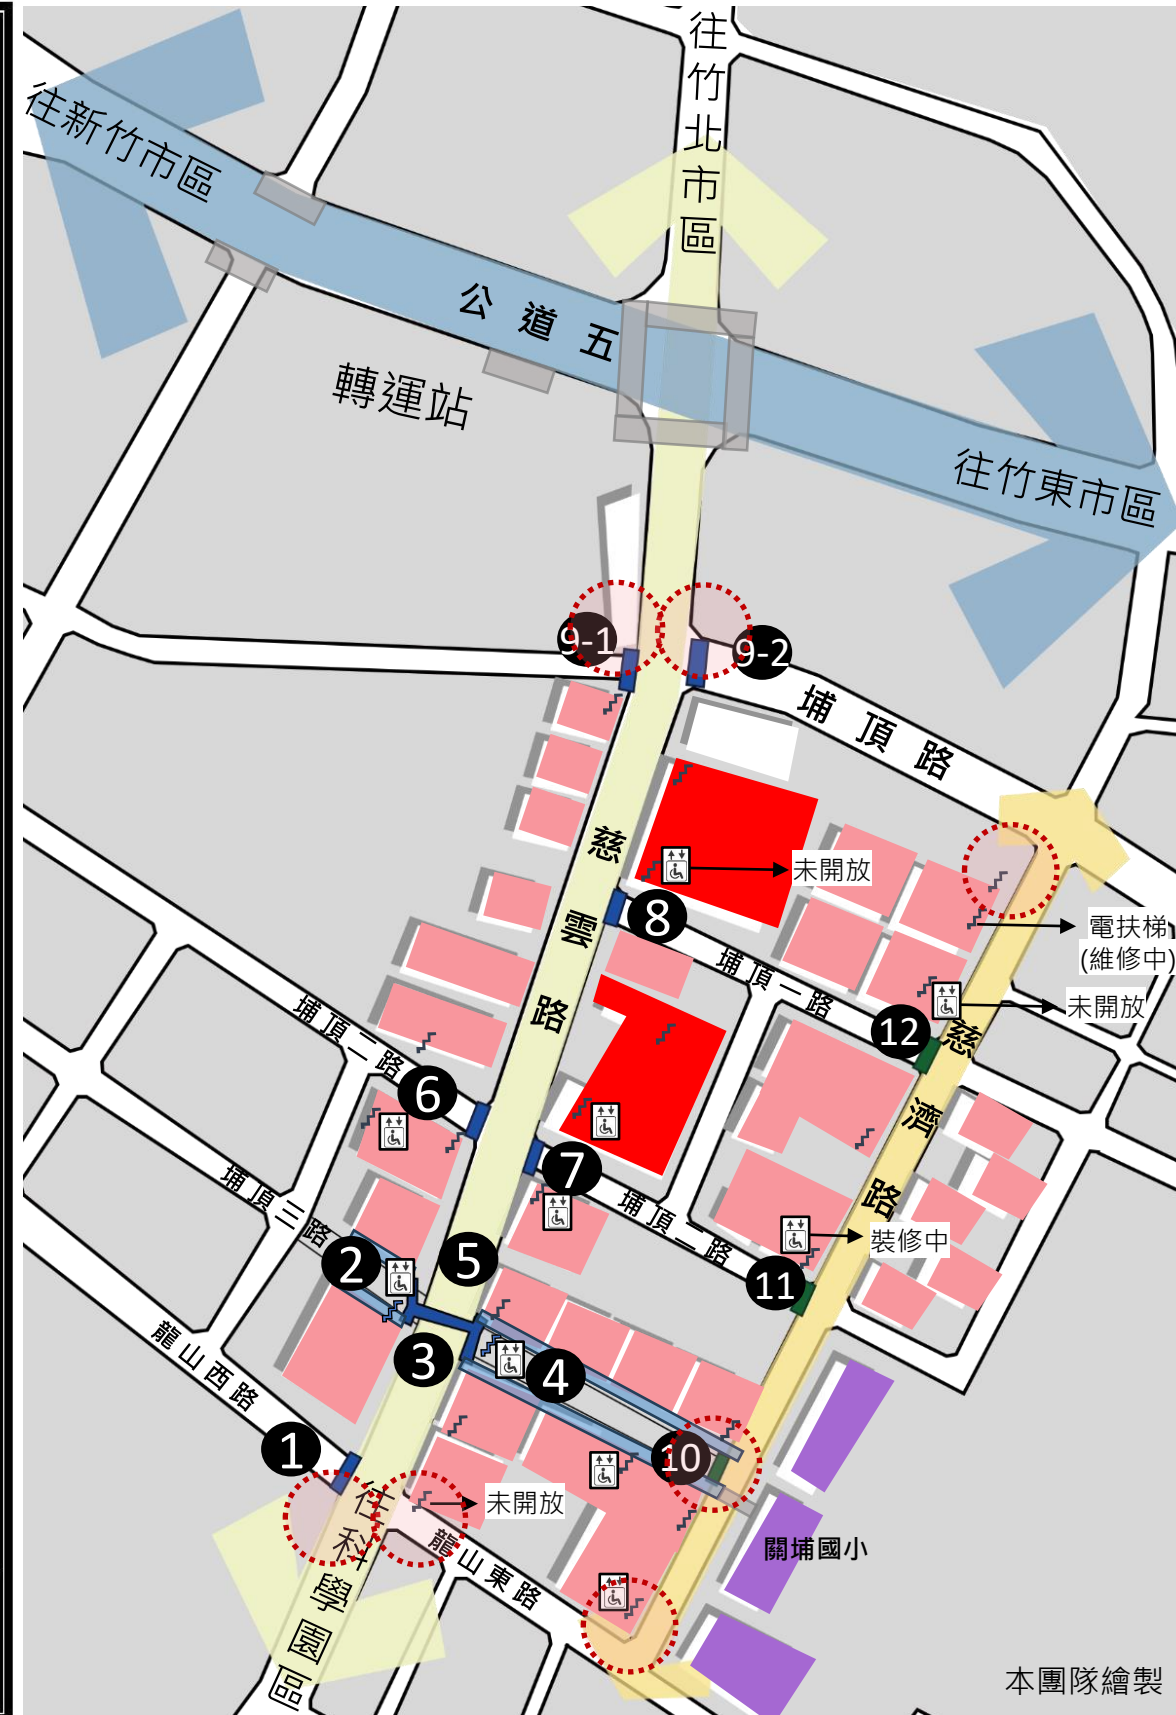 往竹北市區
往新竹市區
公道五
轉運站
往竹東市區
9-1
9-2
埔頂路
慈雲路
未開放
8
電扶梯
(維修中)
埔頂一路
未開放
12
慈濟路
埔頂二路
6
7
埔頂二路
埔頂三路
裝修中
5
2
11
龍山西路
3
4
10
1
未開放
往科學園區
龍山東路
關埔國小
本團隊繪製